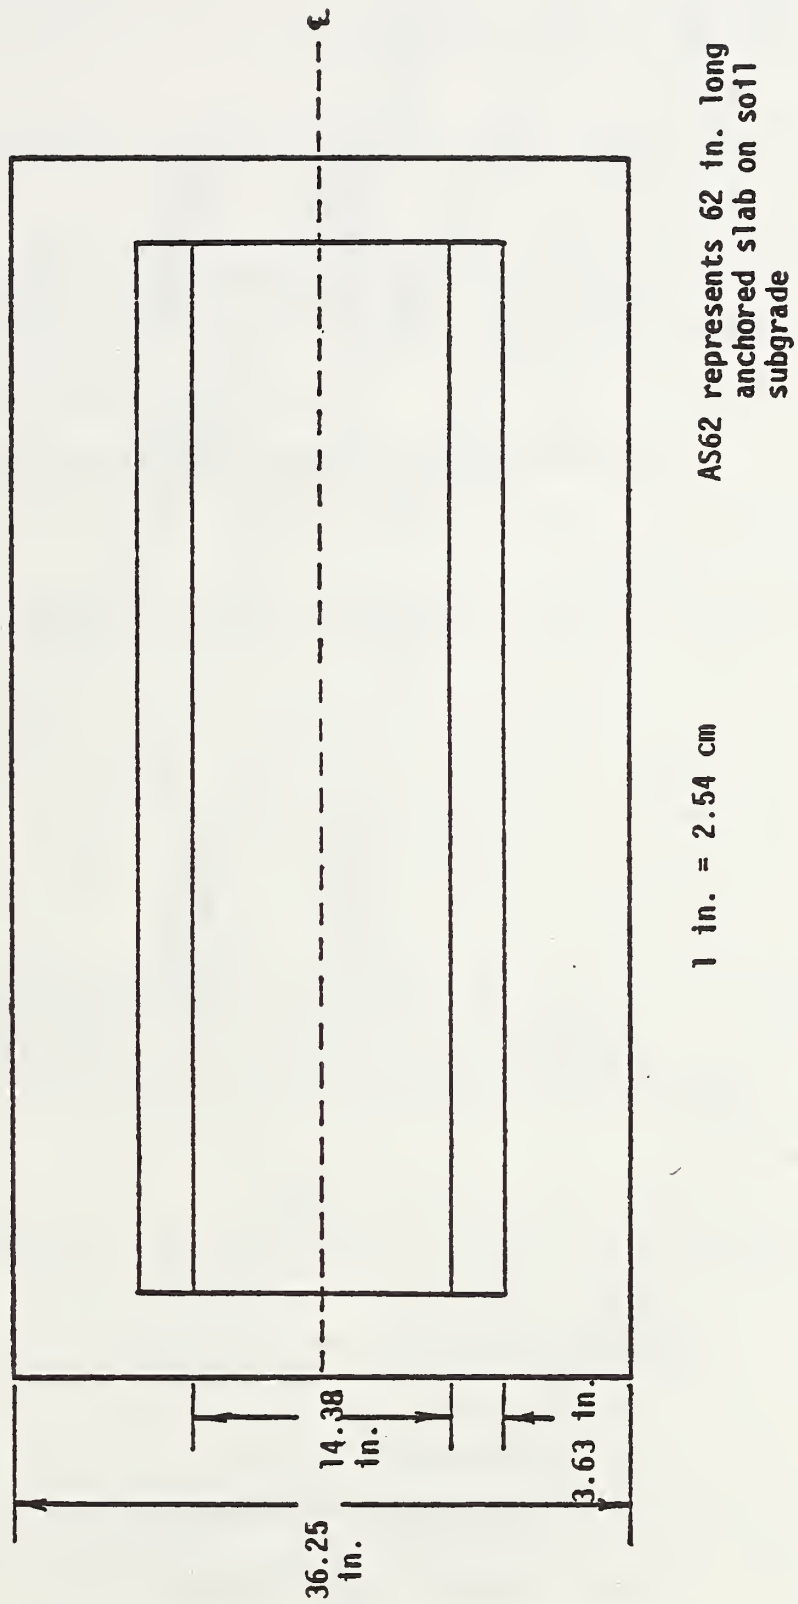 ℄
36.25
in.
14.38
in.
3.63 in.
1 in. = 2.54 cm
AS62 represents 62 in. long
anchored slab on soil
subgrade